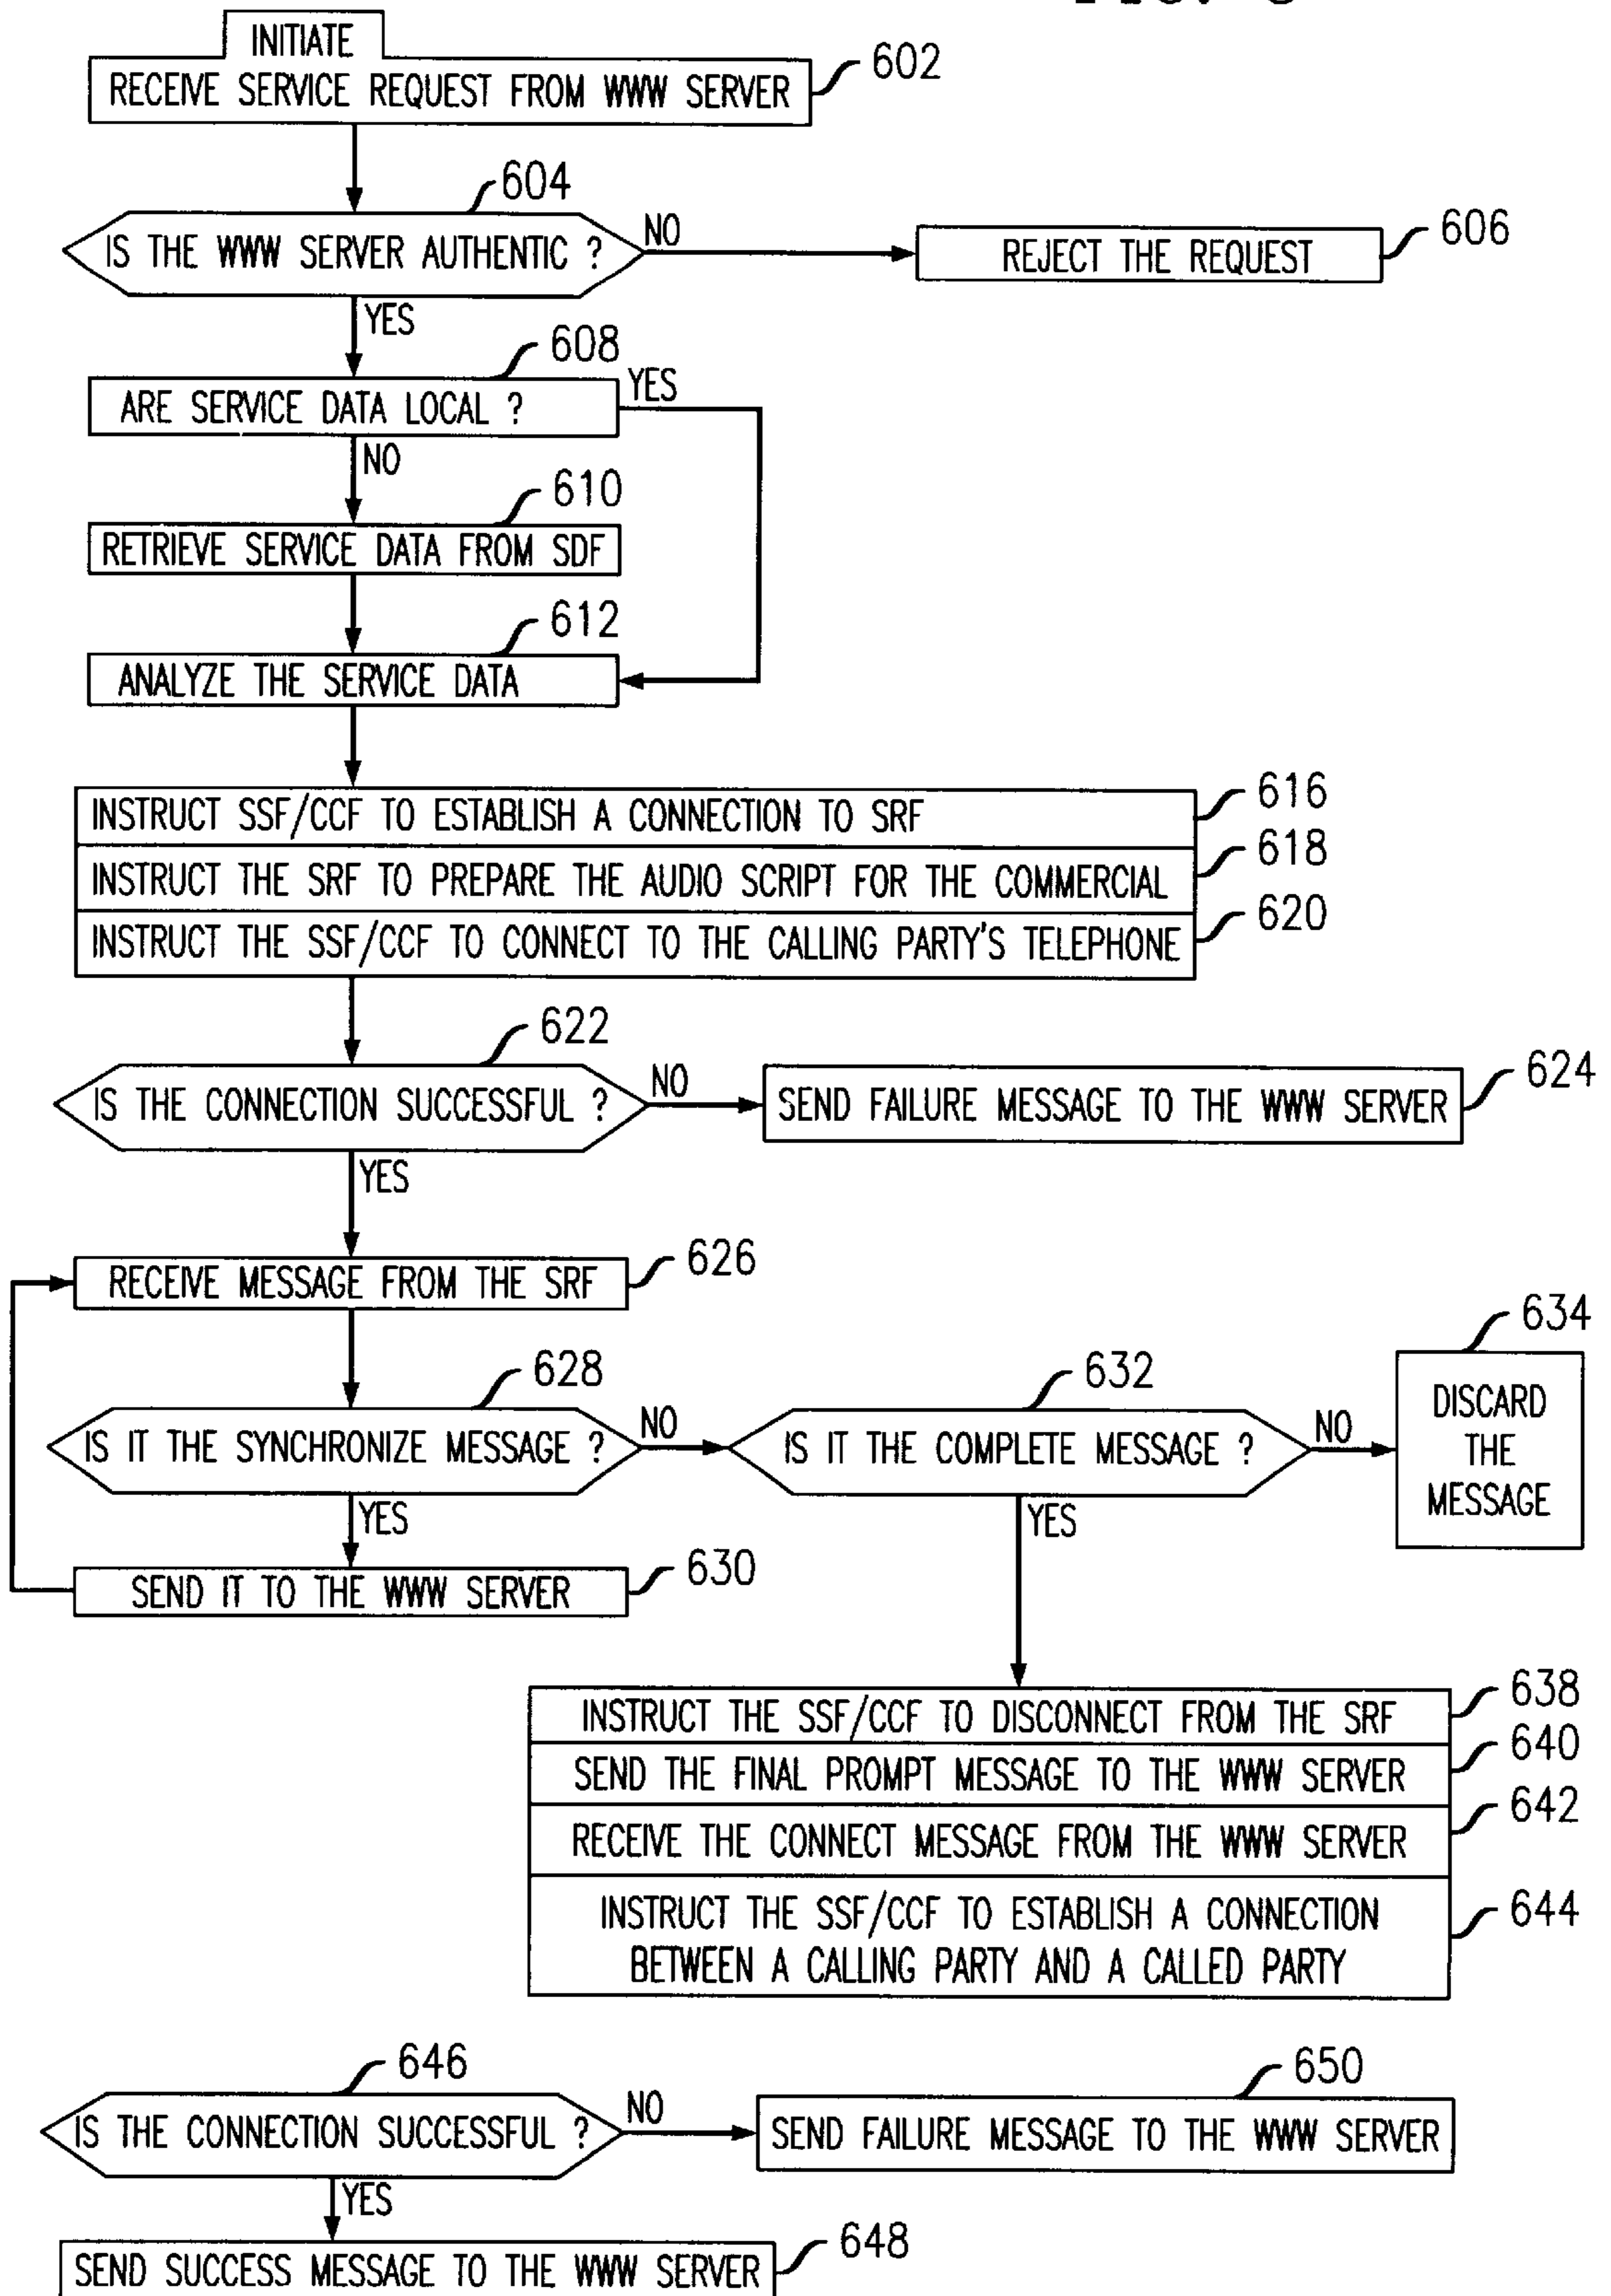 INITIATE
RECEIVE SERVICE REQUEST FROM WWW SERVER
602
604
IS THE WWW SERVER AUTHENTIC ?
NO
REJECT THE REQUEST
606
YES
608
ARE SERVICE DATA LOCAL ?
YES
NO
610
RETRIEVE SERVICE DATA FROM SDF
612
ANALYZE THE SERVICE DATA
INSTRUCT SSF/CCF TO ESTABLISH A CONNECTION TO SRF
616
INSTRUCT THE SRF TO PREPARE THE AUDIO SCRIPT FOR THE COMMERCIAL
618
INSTRUCT THE SSF/CCF TO CONNECT TO THE CALLING PARTY'S TELEPHONE
620
622
IS THE CONNECTION SUCCESSFUL ?
NO
SEND FAILURE MESSAGE TO THE WWW SERVER
624
YES
RECEIVE MESSAGE FROM THE SRF
626
628
IS IT THE SYNCHRONIZE MESSAGE ?
NO
632
IS IT THE COMPLETE MESSAGE ?
NO
634
DISCARD
THE
MESSAGE
YES
SEND IT TO THE WWW SERVER
630
YES
INSTRUCT THE SSF/CCF TO DISCONNECT FROM THE SRF
638
SEND THE FINAL PROMPT MESSAGE TO THE WWW SERVER
640
RECEIVE THE CONNECT MESSAGE FROM THE WWW SERVER
642
INSTRUCT THE SSF/CCF TO ESTABLISH A CONNECTION
BETWEEN A CALLING PARTY AND A CALLED PARTY
644
646
IS THE CONNECTION SUCCESSFUL ?
NO
650
SEND FAILURE MESSAGE TO THE WWW SERVER
YES
SEND SUCCESS MESSAGE TO THE WWW SERVER
648